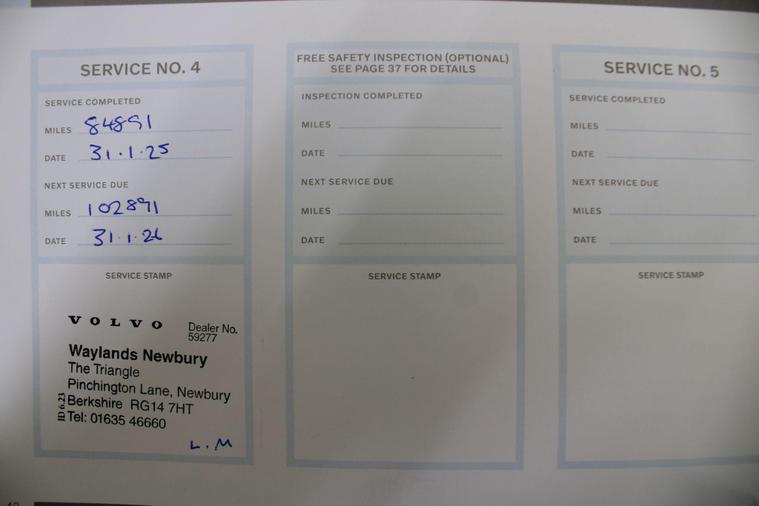 SERVICE NO. 4
SERVICE COMPLETED
MILES 84891
DATE 31.1.25
NEXT SERVICE DUE
MILES 102891
DATE 31.1.26
SERVICE STAMP
VOLVO
Dealer No.
59277
Waylands Newbury
The Triangle
Pinchington Lane, Newbury
Berkshire RG14 7HT
Tel: 01635 46660
L.M
FREE SAFETY INSPECTION (OPTIONAL)
SEE PAGE 37 FOR DETAILS
INSPECTION COMPLETED
MILES
DATE
NEXT SERVICE DUE
MILES
DATE
SERVICE STAMP
SERVICE NO. 5
SERVICE COMPLETED
MILES
DATE
NEXT SERVICE DUE
MILES
DATE
SERVICE STAMP